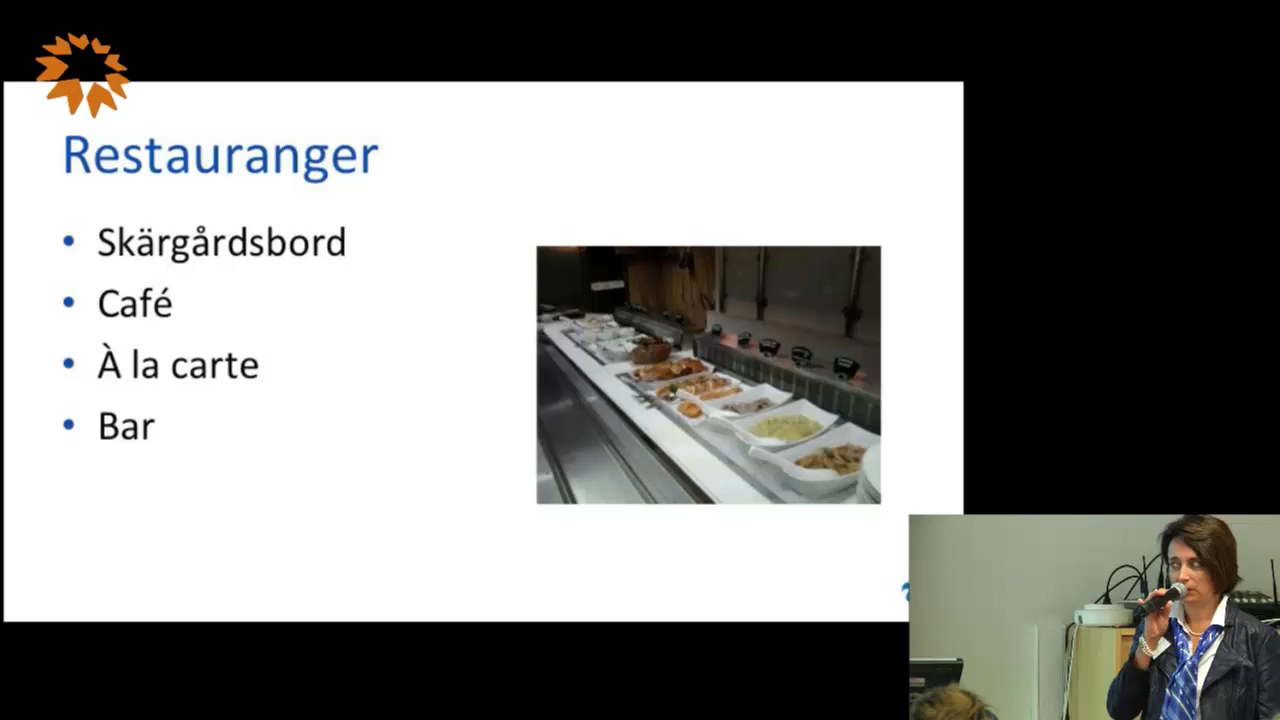 Restauranger
• Skärgårdsbord
• Café
• À la carte
• Bar